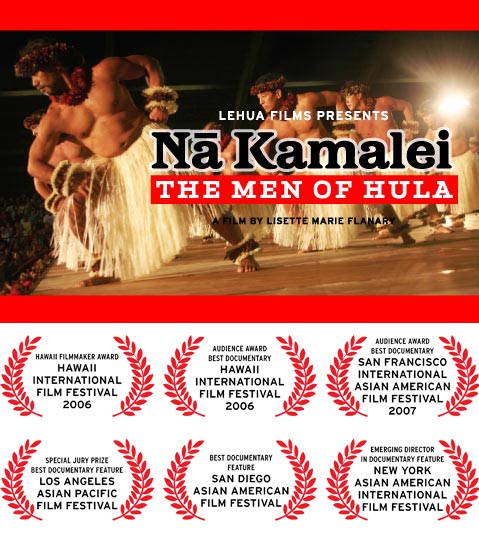 LEHUA FILMS PRESENTS
Nā Kamalei
THE MEN OF HULA
A FILM BY LISETTE MARIE FLANARY
HAWAII FILMMAKER AWARD
HAWAII
INTERNATIONAL
FILM FESTIVAL
2006
AUDIENCE AWARD
BEST DOCUMENTARY
HAWAII
INTERNATIONAL
FILM FESTIVAL
2006
AUDIENCE AWARD
BEST DOCUMENTARY
SAN FRANCISCO
INTERNATIONAL
ASIAN AMERICAN
FILM FESTIVAL
2007
SPECIAL JURY PRIZE
BEST DOCUMENTARY FEATURE
LOS ANGELES
ASIAN PACIFIC
FILM FESTIVAL
BEST DOCUMENTARY
FEATURE
SAN DIEGO
ASIAN AMERICAN
FILM FESTIVAL
EMERGING DIRECTOR
IN DOCUMENTARY FEATURE
NEW YORK
ASIAN AMERICAN
INTERNATIONAL
FILM FESTIVAL